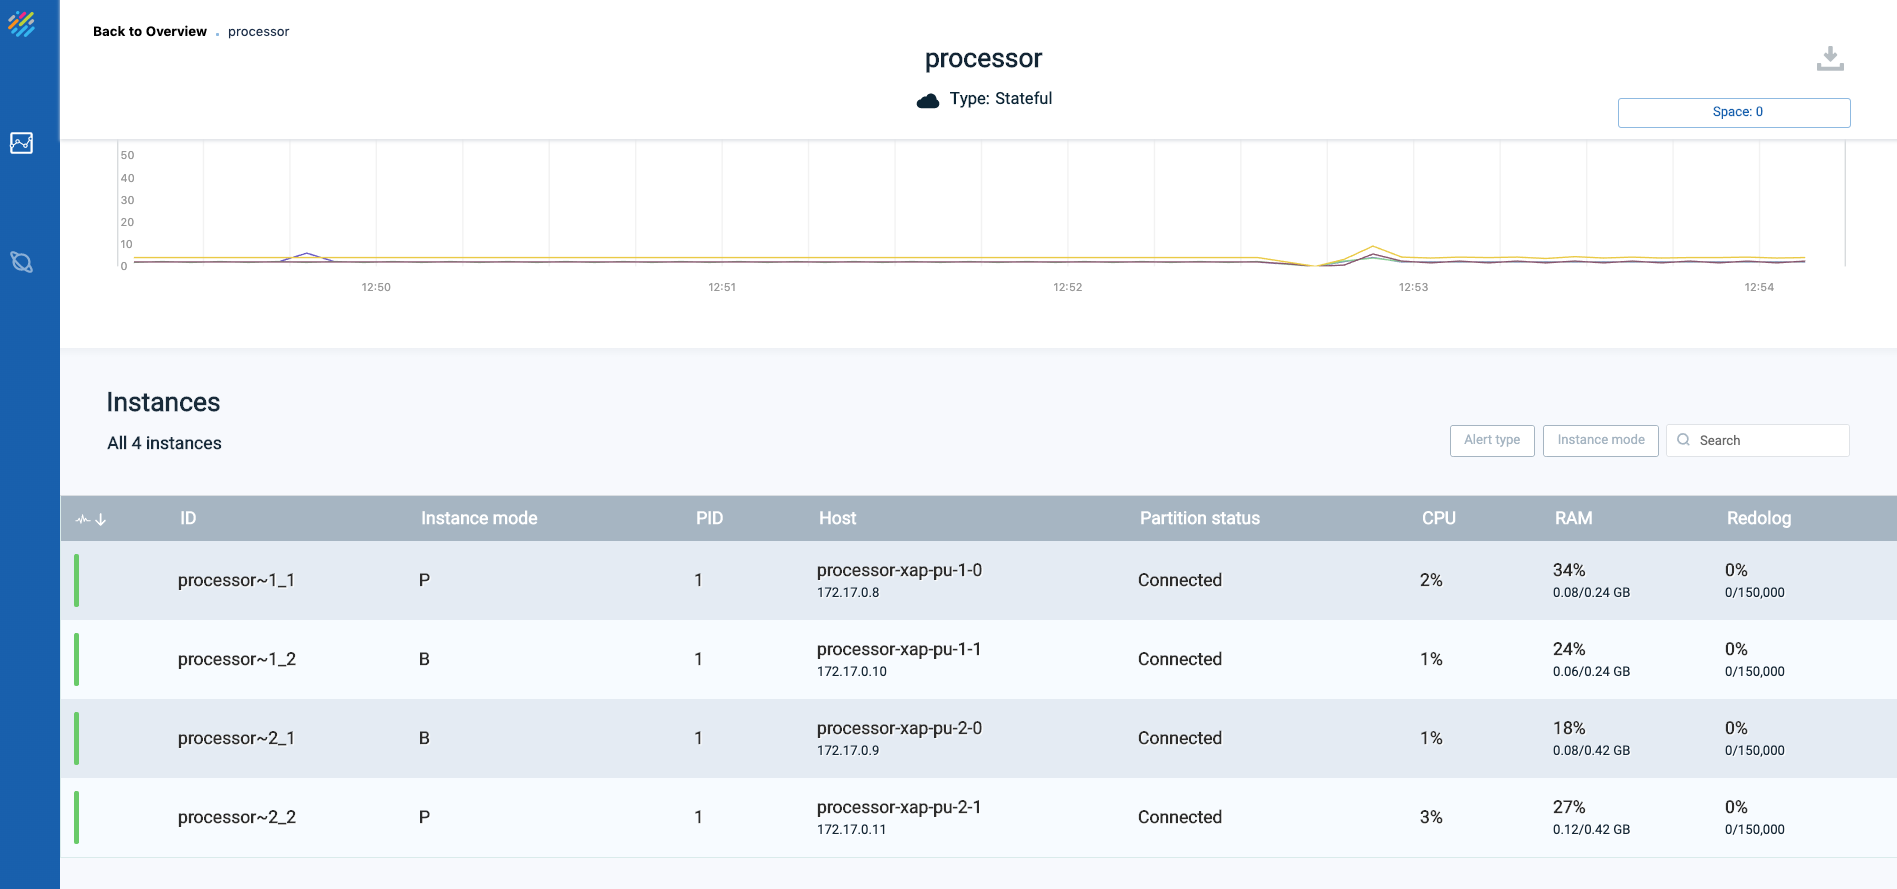 Back to Overview . processor
processor
Type: Stateful
Space: 0
50
40
30
20
10
0
12:50 12:51 12:52 12:53 12:54
Instances
All 4 instances
Alert type Instance mode Search
ID Instance mode PID Host Partition status CPU RAM Redolog
processor~1_1 P 1 processor-xap-pu-1-0 Connected 2% 34% 0%
172.17.0.8 0.08/0.24 GB 0/150,000
processor~1_2 B 1 processor-xap-pu-1-1 Connected 1% 24% 0%
172.17.0.10 0.06/0.24 GB 0/150,000
processor~2_1 B 1 processor-xap-pu-2-0 Connected 1% 18% 0%
172.17.0.9 0.08/0.42 GB 0/150,000
processor~2_2 P 1 processor-xap-pu-2-1 Connected 3% 27% 0%
172.17.0.11 0.12/0.42 GB 0/150,000